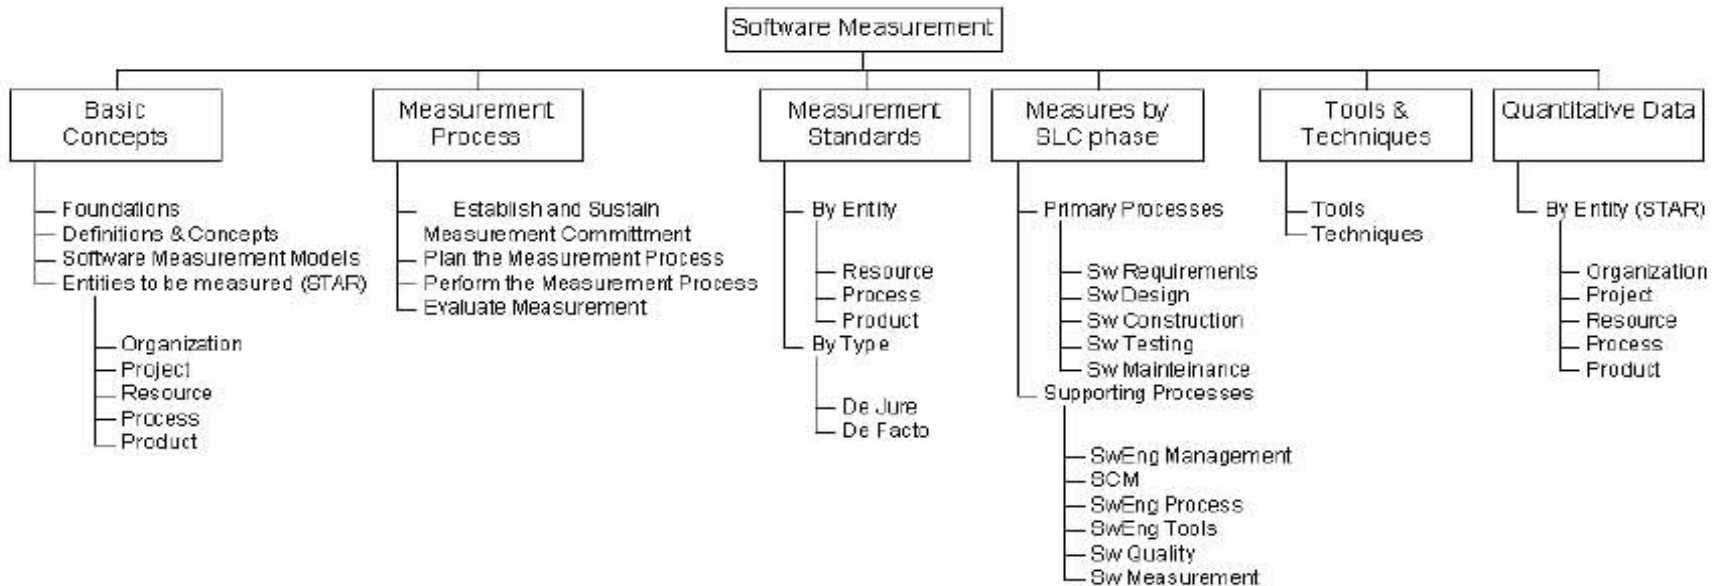 Software Measurement
Basic
Concepts
Foundations
Definitions & Concepts
Software Measurement Models
Entities to be measured (STAR)
Organization
Project
Resource
Process
Product
Measurement
Process
Establish and Sustain
Measurement Committment
Plan the Measurement Process
Perform the Measurement Process
Evaluate Measurement
Measurement
Standards
By Entity
Resource
Process
Product
By Type
De Jure
De Facto
Measures by
SLC phase
Primary Processes
Sw Requirements
Sw Design
Sw Construction
Sw Testing
Sw Mainteinance
Supporting Processes
SwEng Management
SCM
SwEng Process
SwEng Tools
Sw Quality
Sw Measurement
Tools &
Techniques
Tools
Techniques
Quantitative Data
By Entity (STAR)
Organization
Project
Resource
Process
Product